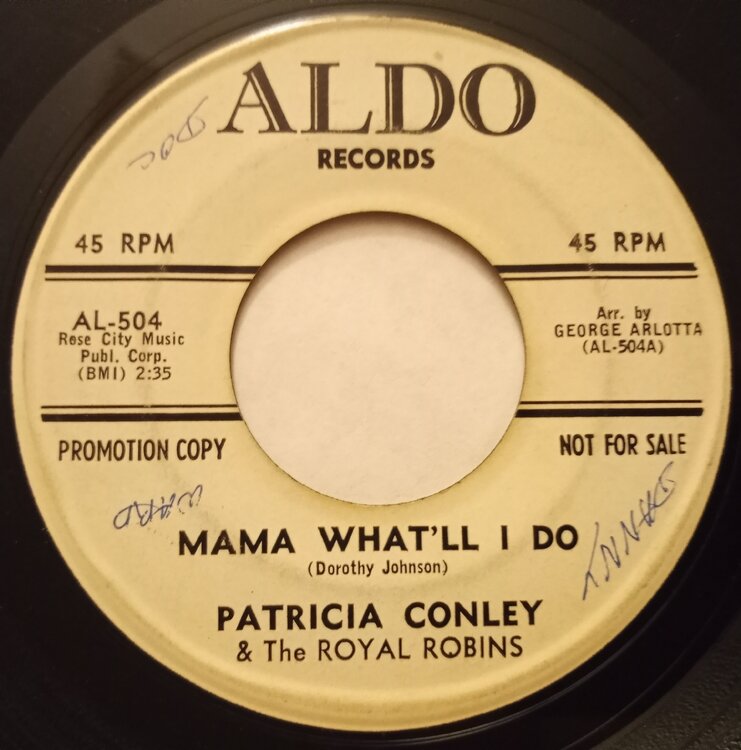 ALDO
RECORDS
45 RPM
45 RPM
AL-504
Rose City Music
Publ. Corp.
(BMI) 2:35
Arr. by
GEORGE ARLOTTA
(AL-504A)
PROMOTION COPY
NOT FOR SALE
WARD
MAMA WHAT'LL I DO
(Dorothy Johnson)
PATRICIA CONLEY
& The ROYAL ROBINS